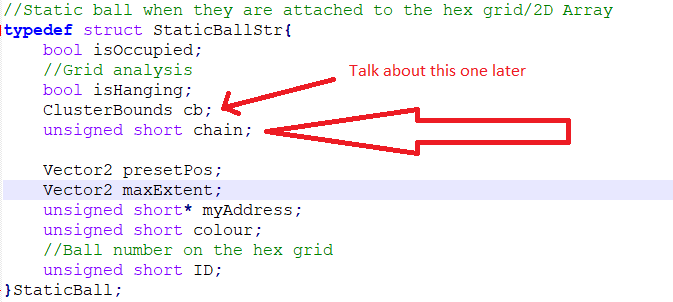 //Static ball when they are attached to the hex grid/2D Array
typedef struct StaticBallStr{
bool isOccupied;
//Grid analysis
bool isHanging;
Talk about this one later
ClusterBounds cb;
unsigned short chain;
Vector2 presetPos;
Vector2 maxExtent;
unsigned short* myAddress;
unsigned short colour;
//Ball number on the hex grid
unsigned short ID;
}StaticBall;